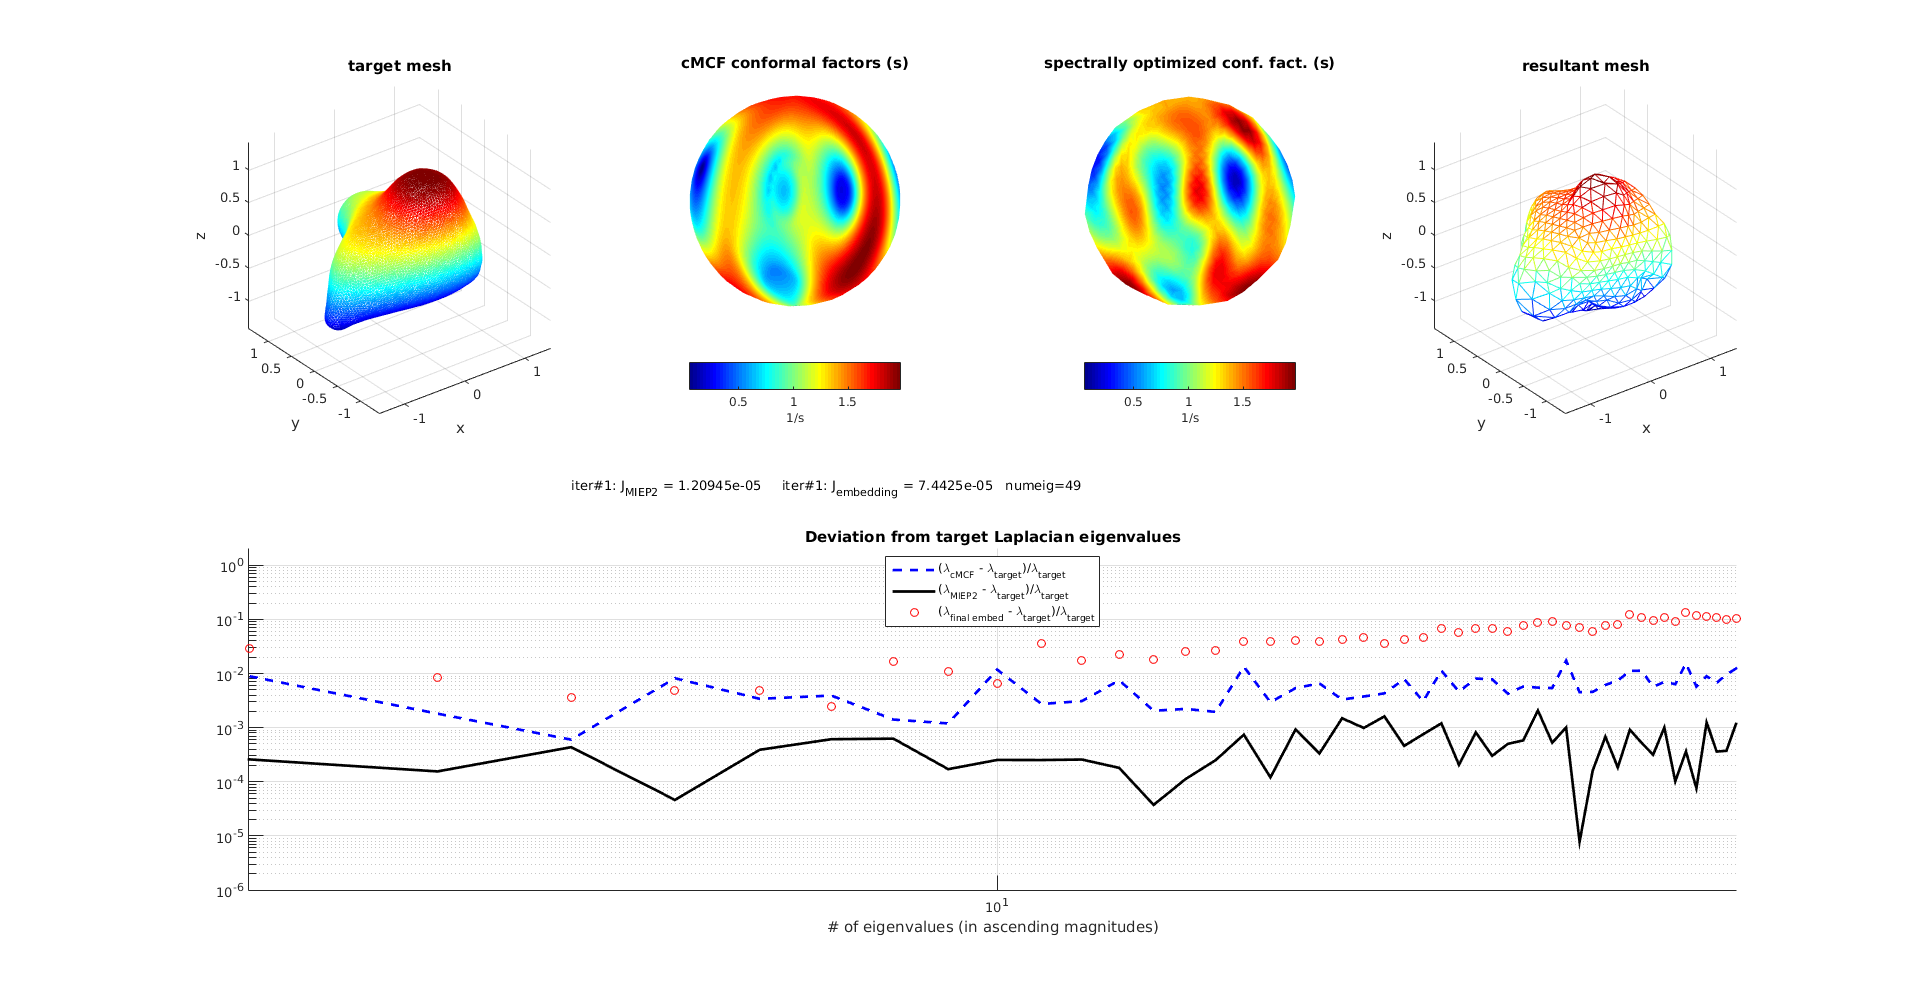 target mesh
cMCF conformal factors (s)
spectrally optimized conf. fact. (s)
resultant mesh
1
0.5
0
-0.5
-1
z
1
0.5
0
-0.5
-1
y
-1
0
1
x
0.5 1 1.5
1/s
0.5 1 1.5
1/s
1
0.5
0
-0.5
-1
z
1
0.5
0
-0.5
-1
y
-1
0
1
x
iter#1: J_MIEP2 = 1.20945e-05 iter#1: J_embedding = 7.4425e-05 numeig=49
Deviation from target Laplacian eigenvalues
(λ_cMCF - λ_target)/λ_target
(λ_MIEP2 - λ_target)/λ_target
(λ_final embed - λ_target)/λ_target
10^0
10^-1
10^-2
10^-3
10^-4
10^-5
10^-6
10^1
# of eigenvalues (in ascending magnitudes)